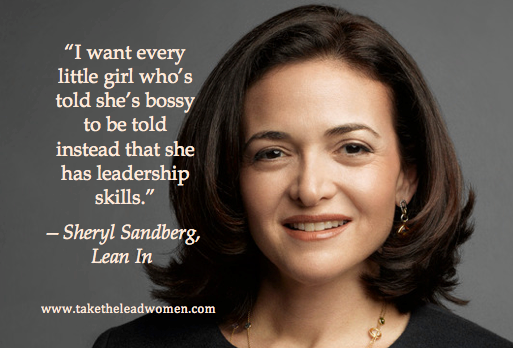 “I want every
little girl who’s
told she’s bossy
to be told
instead that she
has leadership
skills.”
– Sheryl Sandberg,
Lean In
www.taketheleadwomen.com